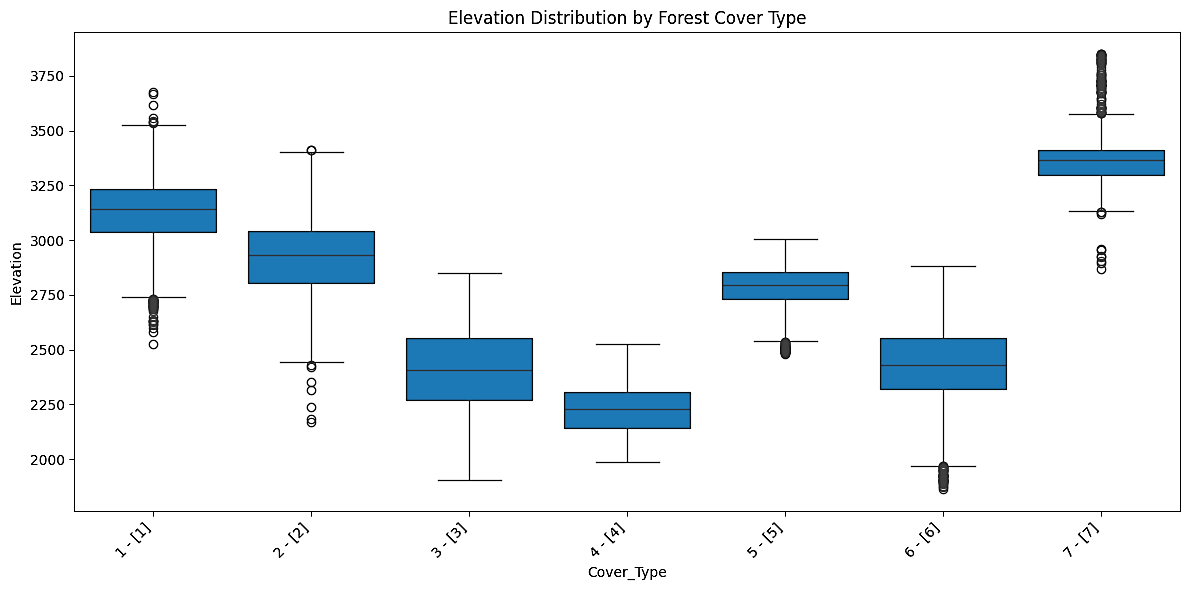 Elevation Distribution by Forest Cover Type
Elevation
3750
3500
3250
3000
2750
2500
2250
2000
1 - [1]
2 - [2]
3 - [3]
4 - [4]
5 - [5]
6 - [6]
7 - [7]
Cover_Type